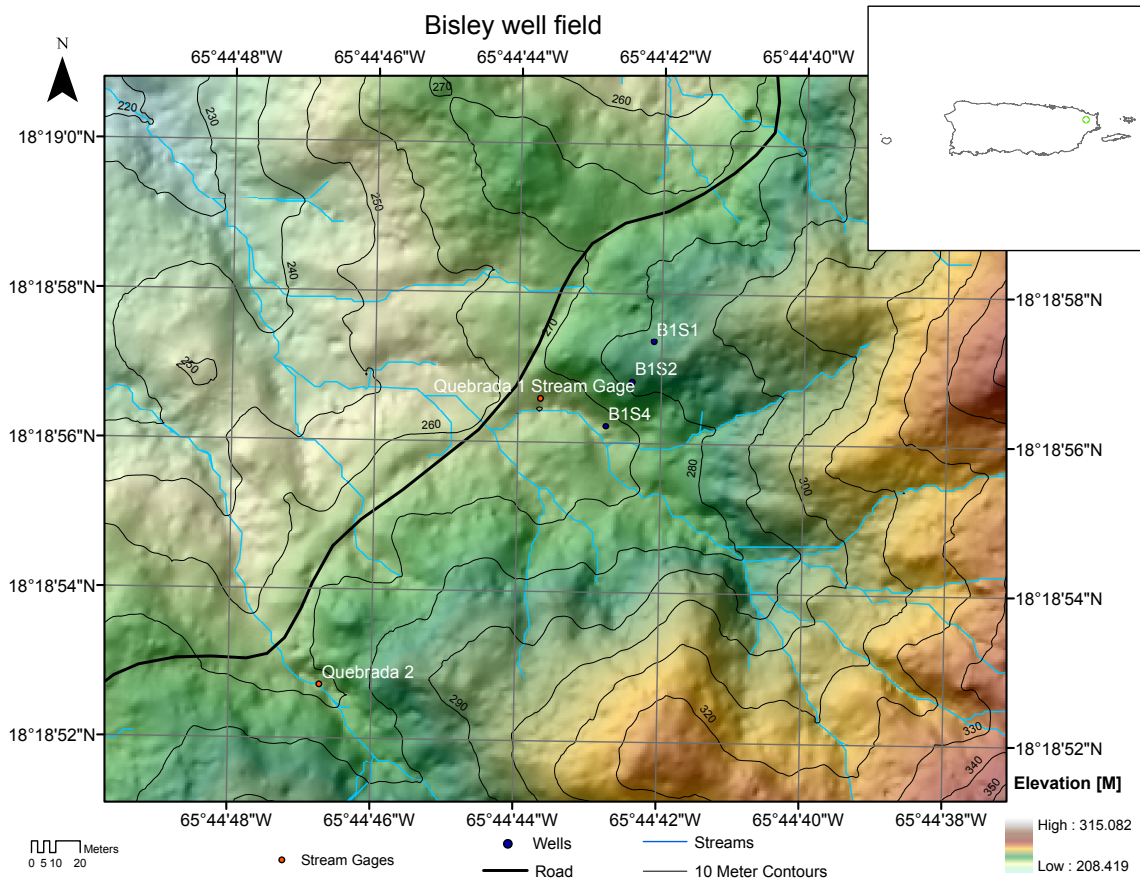 Bisley well field
N
65°44'48"W
65°44'46"W
65°44'44"W
65°44'42"W
65°44'40"W
18°19'0"N
18°18'58"N
18°18'56"N
18°18'54"N
18°18'52"N
220
230
270
260
250
240
250
270
260
280
300
290
320
330
340
350
B1S1
B1S2
Quebrada 1 Stream Gage
B1S4
Quebrada 2
18°18'58"N
18°18'56"N
18°18'54"N
18°18'52"N
65°44'48"W
65°44'46"W
65°44'44"W
65°44'42"W
65°44'40"W
65°44'38"W
Elevation [M]
High : 315.082
Low : 208.419
Meters
0 5 10 20
Stream Gages
Wells
Road
Streams
10 Meter Contours